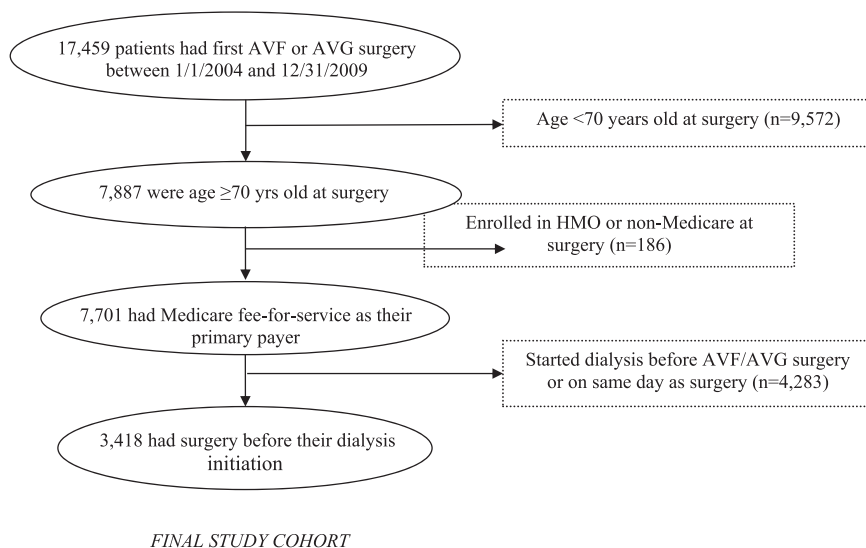 17,459 patients had first AVF or AVG surgery
between 1/1/2004 and 12/31/2009
Age <70 years old at surgery (n=9,572)
7,887 were age ≥70 yrs old at surgery
Enrolled in HMO or non-Medicare at
surgery (n=186)
7,701 had Medicare fee-for-service as their
primary payer
Started dialysis before AVF/AVG surgery
or on same day as surgery (n=4,283)
3,418 had surgery before their dialysis
initiation
FINAL STUDY COHORT